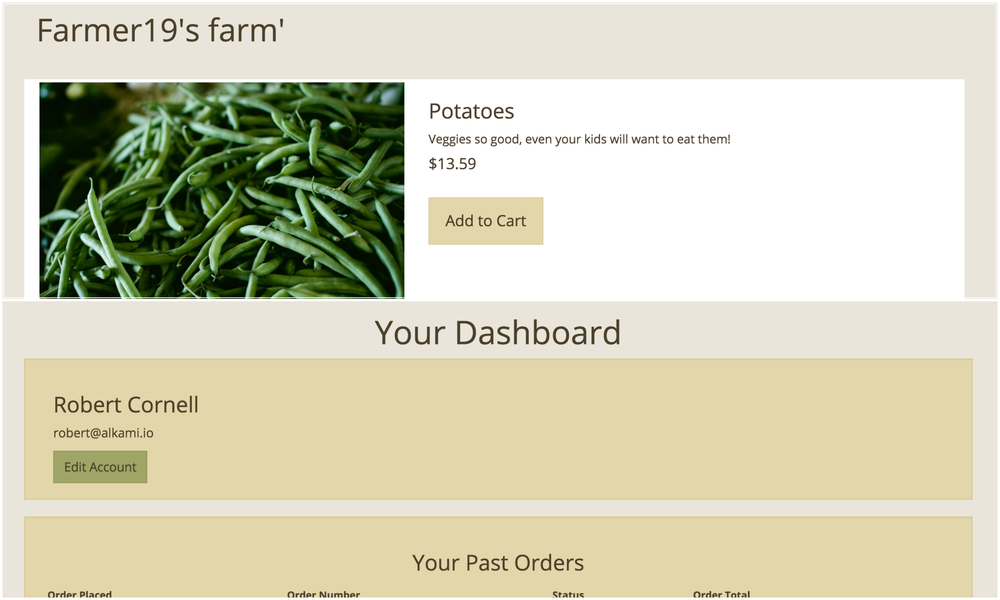 Farmer19's farm'
Potatoes
Veggies so good, even your kids will want to eat them!
$13.59
Add to Cart
Your Dashboard
Robert Cornell
robert@alkami.io
Edit Account
Your Past Orders
Order Placed Order Number Status Order Total